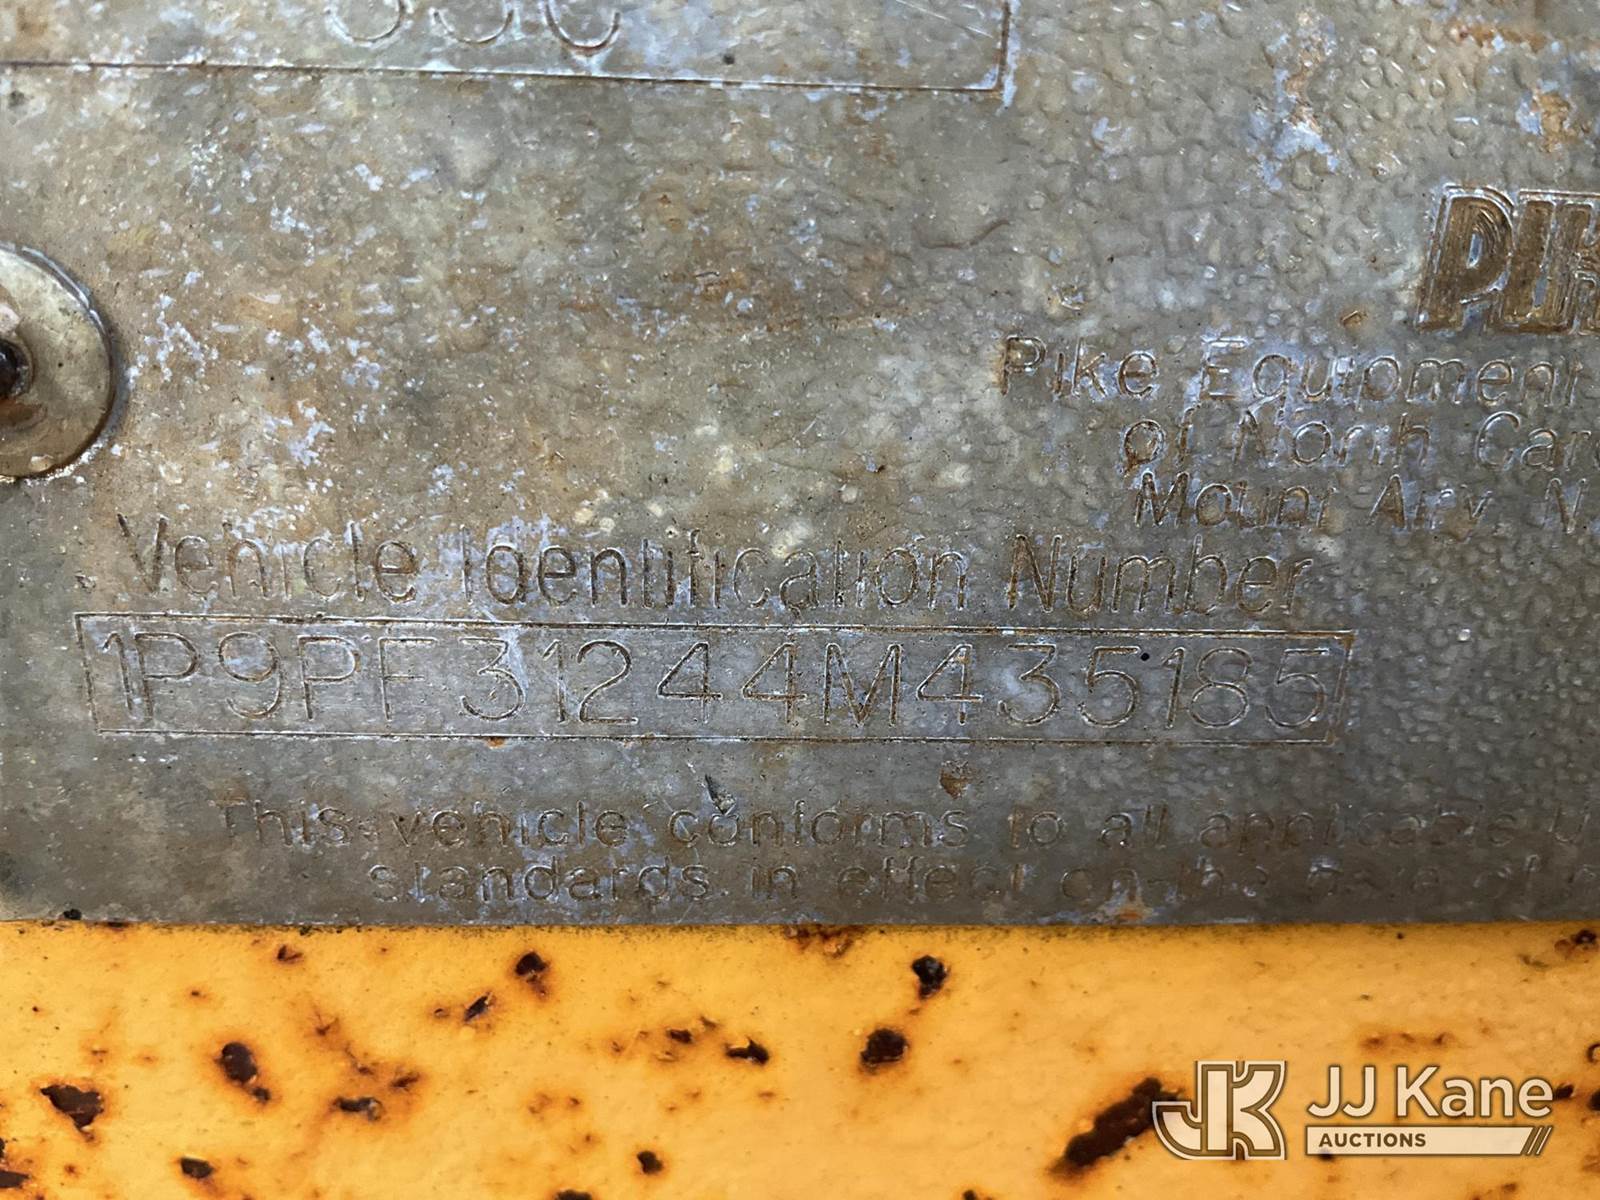 PIK
Pike Equipment
of North Car
Mount Airy N
Vehicle Identification Number
1P9PF31244M435185
This vehicle conforms to all applicable U
standards in effect on the date of
JJ Kane
AUCTIONS